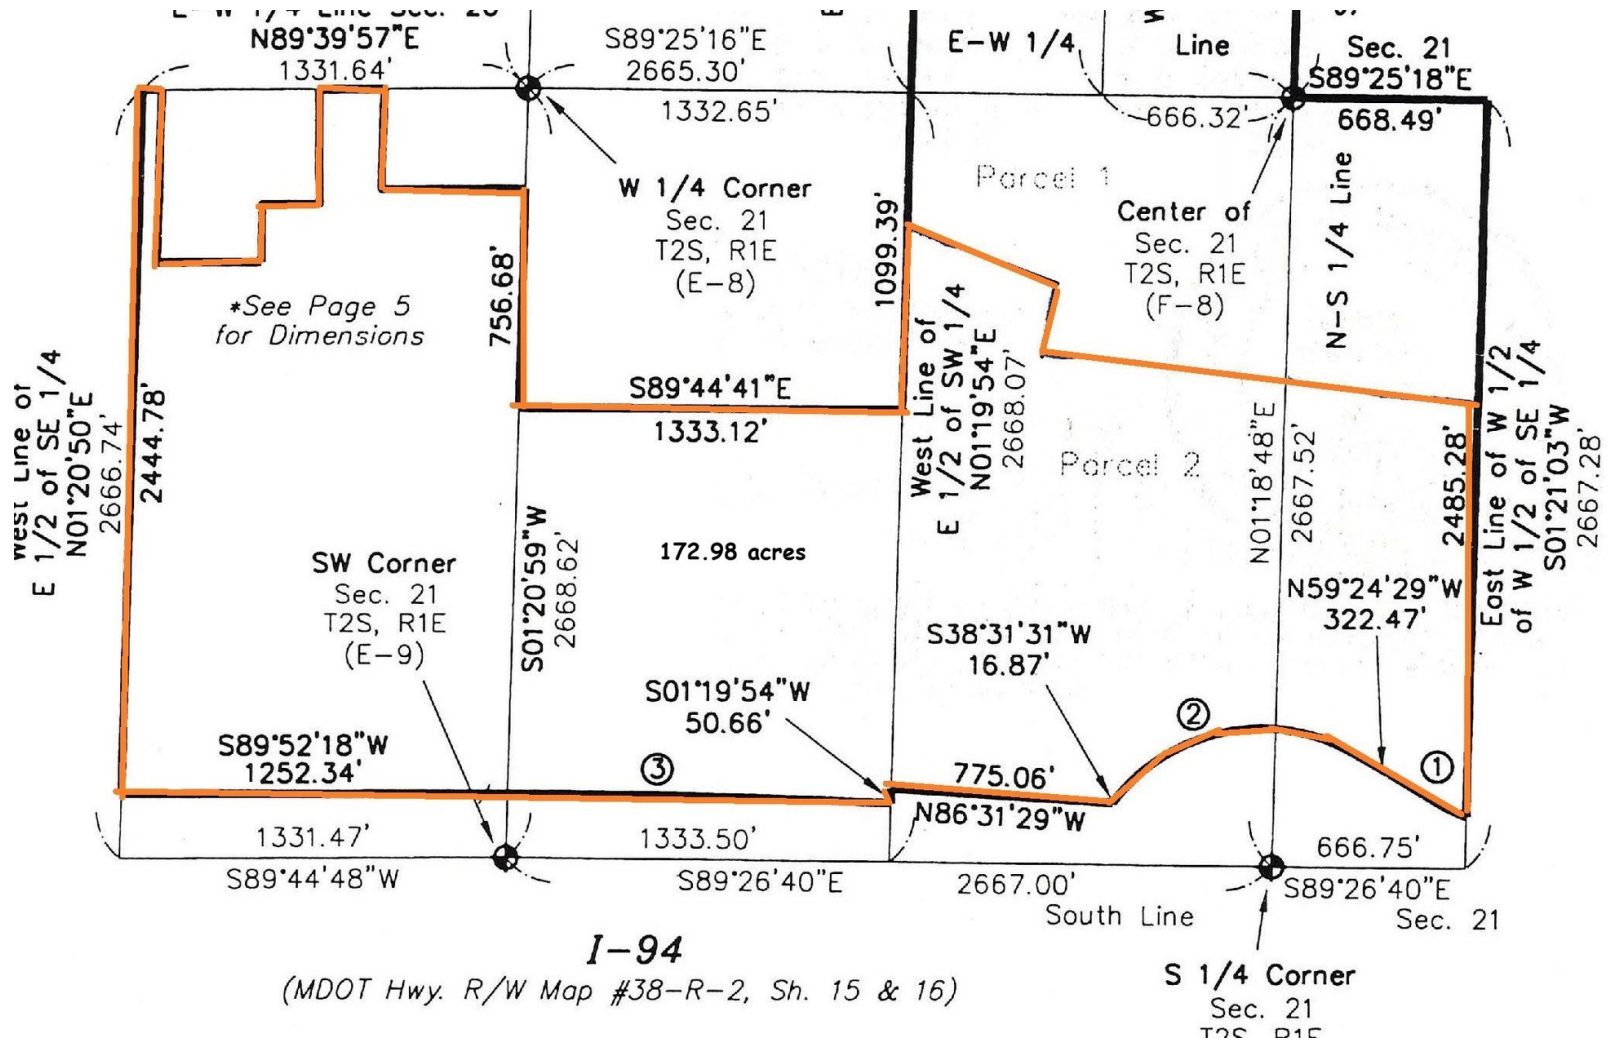 E-W 1/4 Line Sec. 20
N89°39'57"E
1331.64'
S89°25'16"E
2665.30'
1332.65'
E-W 1/4
Line
Sec. 21
S89°25'18"E
666.32'
668.49'
Parcel 1
W 1/4 Corner
Sec. 21
T2S, R1E
(E-8)
Center of
Sec. 21
T2S, R1E
(F-8)
N-S 1/4 Line
*See Page 5
for Dimensions
756.68'
1099.39'
S89°44'41"E
1333.12'
West Line of
E 1/2 of SW 1/4
N01°19'54"E
2668.07'
West Line of
E 1/2 of SE 1/4
N01°20'50"E
2666.74'
2444.78'
Parcel 2
N01°18'48"E
2667.52'
2485.28'
East Line of W 1/2
of W 1/2 of SE 1/4
S01°21'03"W
2667.28'
172.98 acres
S01°20'59"W
2668.62'
SW Corner
Sec. 21
T2S, R1E
(E-9)
N59°24'29"W
322.47'
S38°31'31"W
16.87'
S01°19'54"W
50.66'
S89°52'18"W
1252.34'
3
2
1
775.06'
N86°31'29"W
1331.47'
S89°44'48"W
1333.50'
S89°26'40"E
2667.00'
South Line
666.75'
S89°26'40"E
Sec. 21
I-94
(MDOT Hwy. R/W Map #38-R-2, Sh. 15 & 16)
S 1/4 Corner
Sec. 21
T2S, R1E